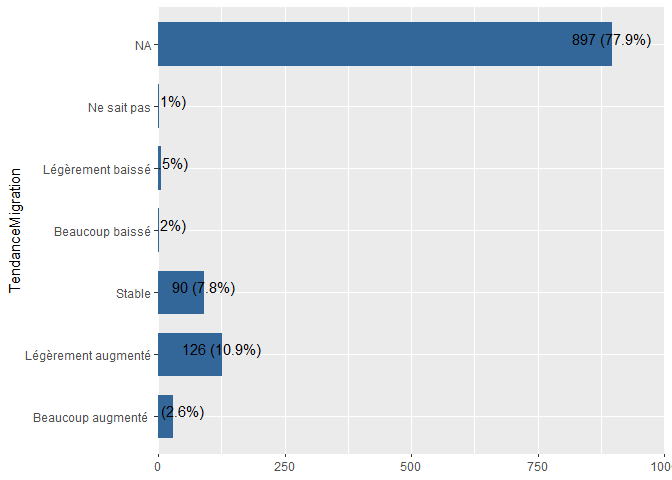 TendanceMigration
NA
897 (77.9%)
Ne sait pas
1%)
Légèrement baissé
5%)
Beaucoup baissé
2%)
Stable
90 (7.8%)
Légèrement augmenté
126 (10.9%)
Beaucoup augmenté
(2.6%)
0
250
500
750
100